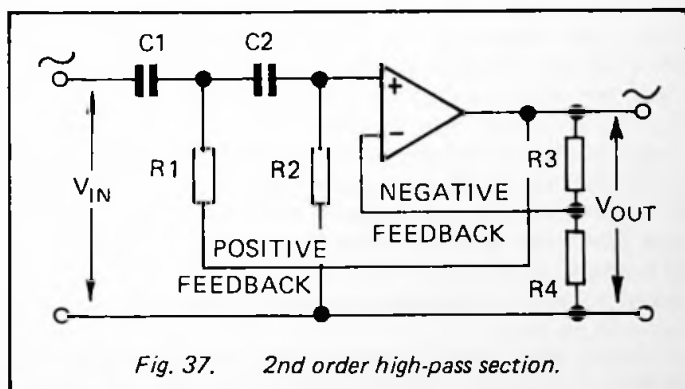 C1 C2
+
−
R1 R2 R3
V_IN
NEGATIVE
FEEDBACK
V_OUT
POSITIVE
FEEDBACK
R4
Fig. 37. 2nd order high-pass section.